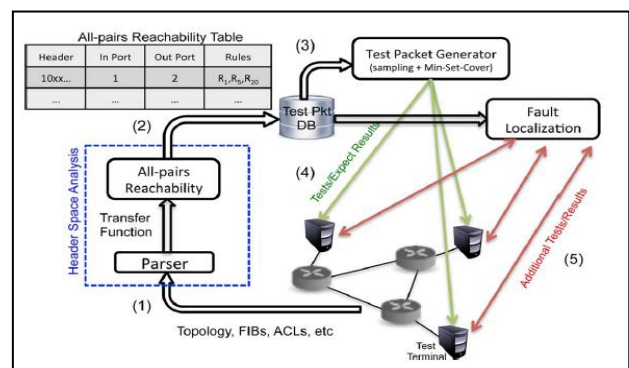 All-pairs Reachability Table
Header In Port Out Port Rules
10xx... 1 2 R1,R5,R20
... ... ... ...
(3)
Test Packet Generator
(sampling + Min-Set-Cover)
(2)
Test Pkt
DB
Fault
Localization
Header Space Analysis
All-pairs
Reachability
Transfer
Function
Parser
(4)
Tests/Expect Results
Additional Tests/Results
(5)
(1)
Topology, FIBs, ACLs, etc
Test
Terminal